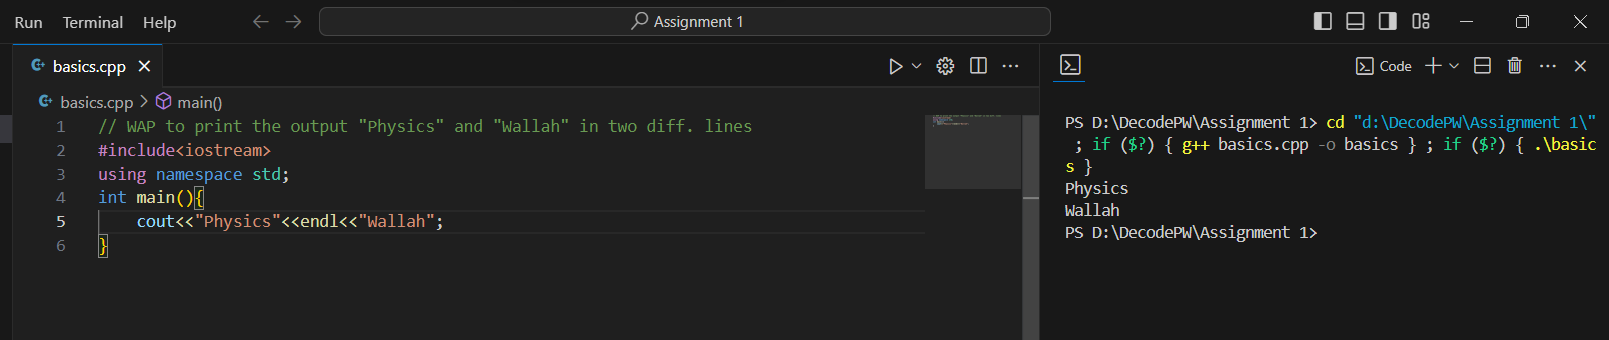 Run Terminal Help Assignment 1
basics.cpp
basics.cpp > main()
1 // WAP to print the output "Physics" and "Wallah" in two diff. lines
2 #include<iostream>
3 using namespace std;
4 int main(){
5 cout<<"Physics"<<endl<<"Wallah";
6 }
Code
PS D:\DecodePW\Assignment 1> cd "d:\DecodePW\Assignment 1\"
; if ($?) { g++ basics.cpp -o basics } ; if ($?) { .\basic
s }
Physics
Wallah
PS D:\DecodePW\Assignment 1>